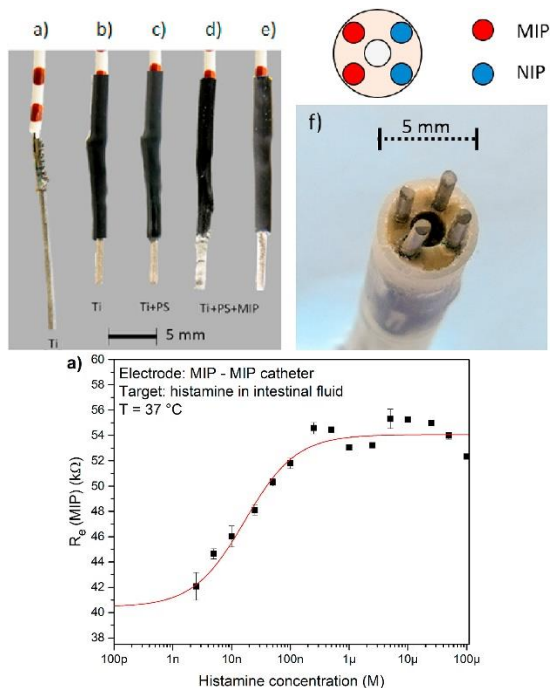 a) b) c) d) e)
MIP NIP
MIP NIP
f)
5 mm
Ti Ti+PS Ti+PS+MIP
5 mm
Ti
a)
Electrode: MIP - MIP catheter
Target: histamine in intestinal fluid
T = 37 °C
Rₑ (MIP) (kΩ)
60
58
56
54
52
50
48
46
44
42
40
38
100p 1n 10n 100n 1µ 10µ 100µ
Histamine concentration (M)